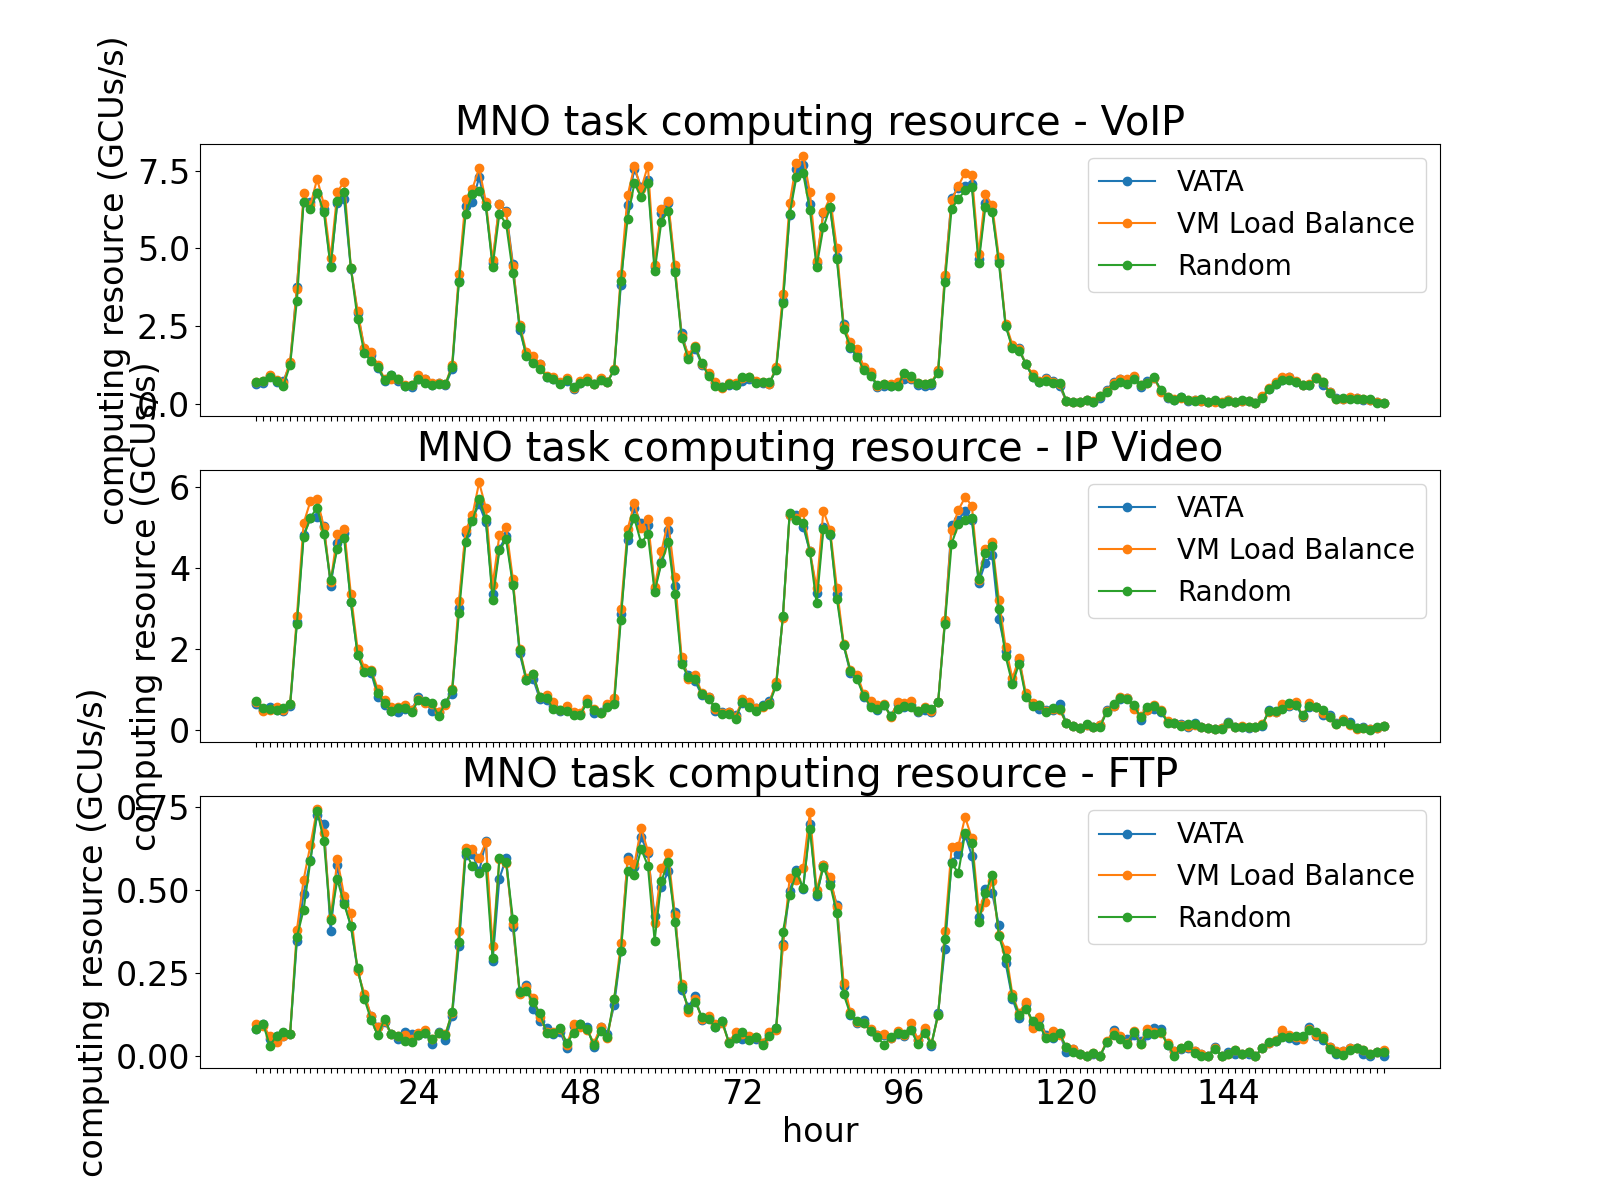 MNO task computing resource - VoIP
computing resource (GCUs/s)
7.5
5.0
2.5
0.0
VATA
VM Load Balance
Random
MNO task computing resource - IP Video
computing resource (GCUs/s)
6
4
2
0
VATA
VM Load Balance
Random
MNO task computing resource - FTP
computing resource (GCUs/s)
0.75
0.50
0.25
0.00
VATA
VM Load Balance
Random
24 48 72 96 120 144
hour